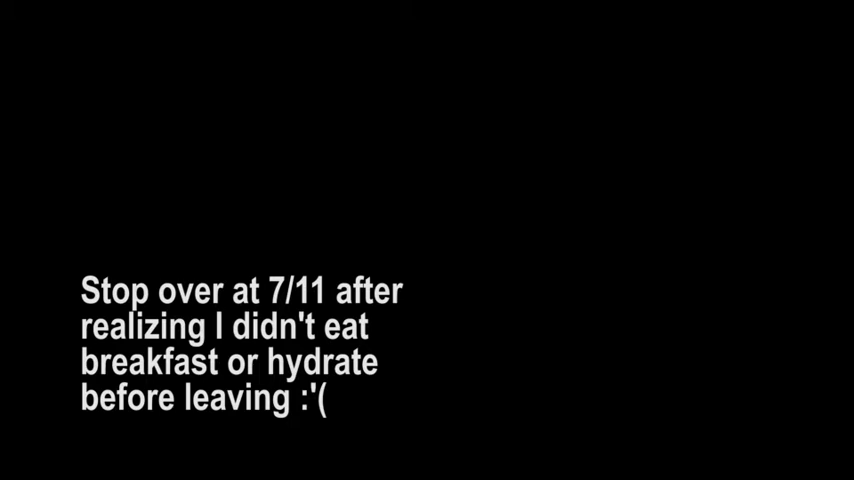 Stop over at 7/11 after
realizing I didn't eat
breakfast or hydrate
before leaving :'(